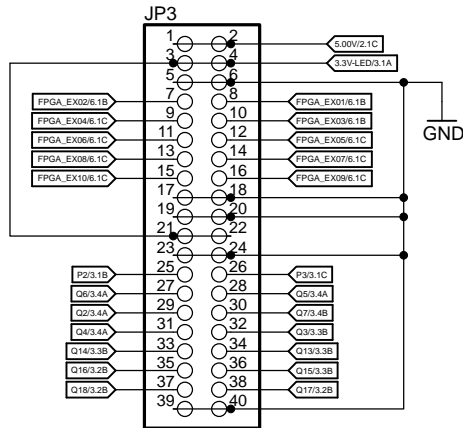 JP3
1 2 5.00V/2.1C
3 4 3.3V-LED/3.1A
5 6
FPGA_EX02/6.1B 7 8 FPGA_EX01/6.1B
FPGA_EX04/6.1C 9 10 FPGA_EX03/6.1B
GND
FPGA_EX06/6.1C 11 12 FPGA_EX05/6.1C
FPGA_EX08/6.1C 13 14 FPGA_EX07/6.1C
FPGA_EX10/6.1C 15 16 FPGA_EX09/6.1C
17 18
19 20
21 22
23 24
P2/3.1B 25 26 P3/3.1C
Q6/3.4A 27 28 Q5/3.4A
Q2/3.4A 29 30 Q7/3.4B
Q4/3.4A 31 32 Q3/3.3B
Q14/3.3B 33 34 Q13/3.3B
Q16/3.2B 35 36 Q15/3.3B
Q18/3.2B 37 38 Q17/3.2B
39 40